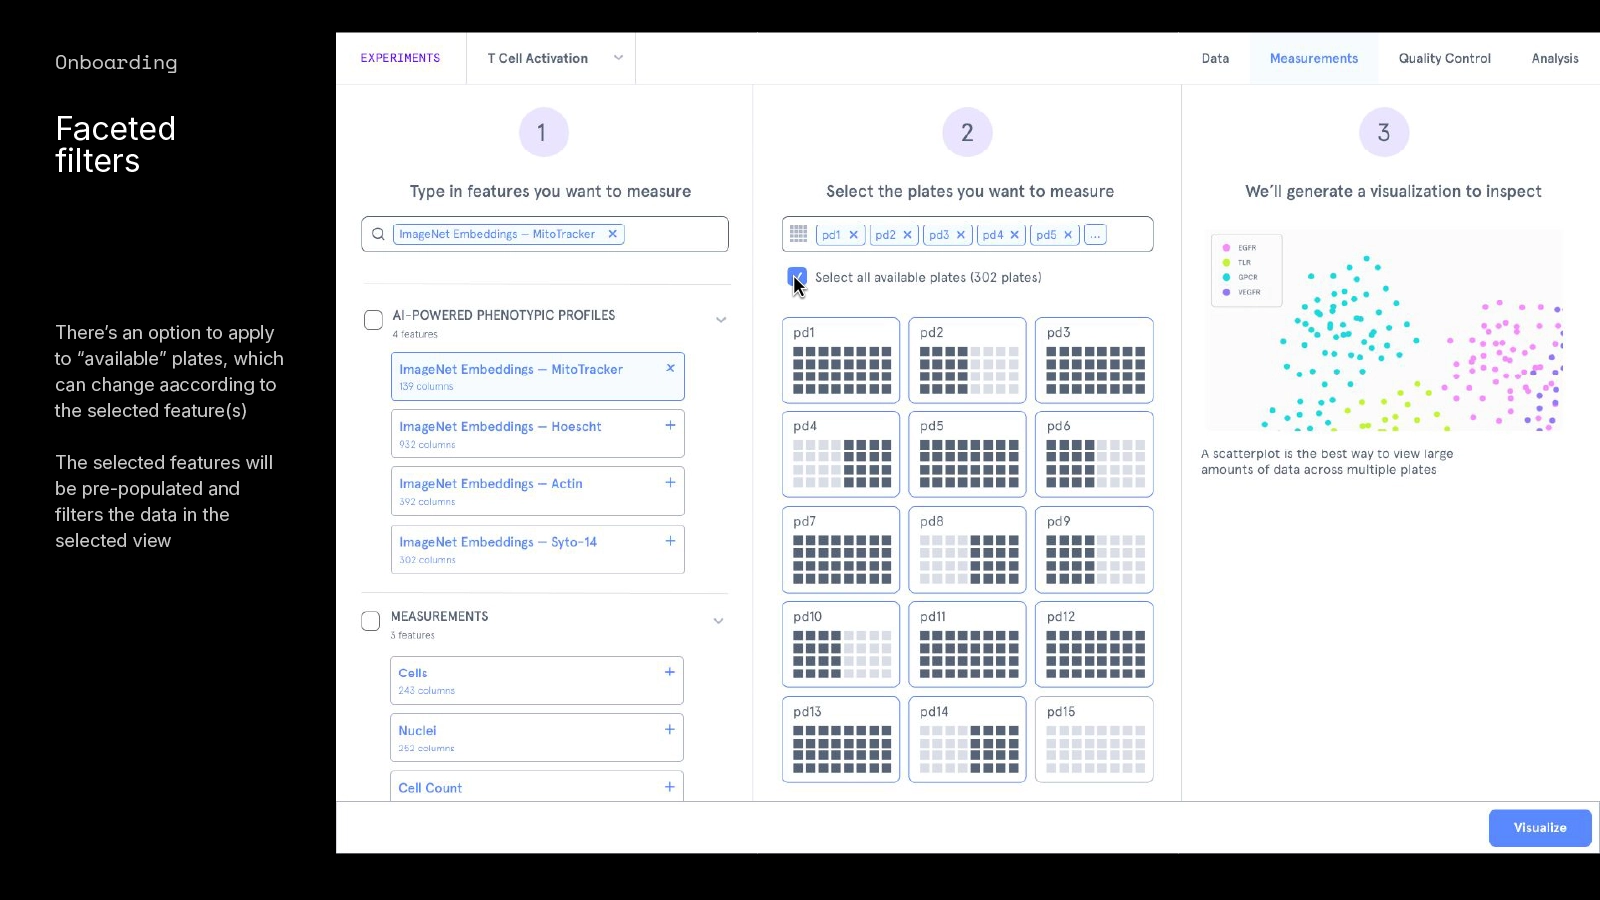 Onboarding
Faceted
filters
There’s an option to apply
to “available” plates, which
can change aaccording to
the selected feature(s)
The selected features will
be pre-populated and
filters the data in the
selected view
EXPERIMENTS
T Cell Activation
Data
Measurements
Quality Control
Analysis
1
Type in features you want to measure
ImageNet Embeddings – MitoTracker
AI-POWERED PHENOTYPIC PROFILES
4 features
ImageNet Embeddings – MitoTracker
139 columns
ImageNet Embeddings – Hoescht
932 columns
ImageNet Embeddings – Actin
392 columns
ImageNet Embeddings – Syto-14
302 columns
MEASUREMENTS
3 features
Cells
243 columns
Nuclei
252 columns
Cell Count
2
Select the plates you want to measure
pd1 pd2 pd3 pd4 pd5 ...
Select all available plates (302 plates)
pd1 pd2 pd3
pd4 pd5 pd6
pd7 pd8 pd9
pd10 pd11 pd12
pd13 pd14 pd15
3
We’ll generate a visualization to inspect
EGFR
TLR
GPCR
VEGFR
A scatterplot is the best way to view large
amounts of data across multiple plates
Visualize